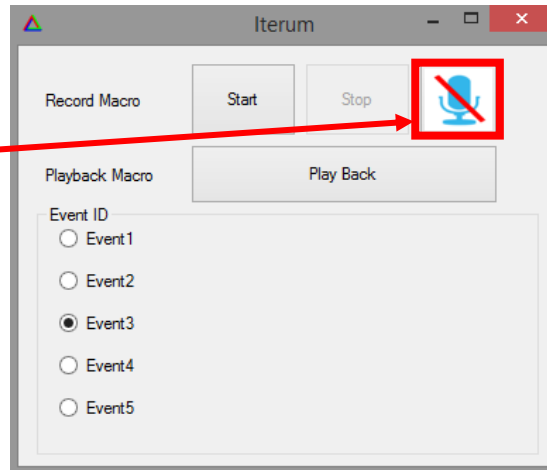 Iterum
Record Macro Start Stop
Playback Macro Play Back
Event ID
Event1
Event2
Event3
Event4
Event5